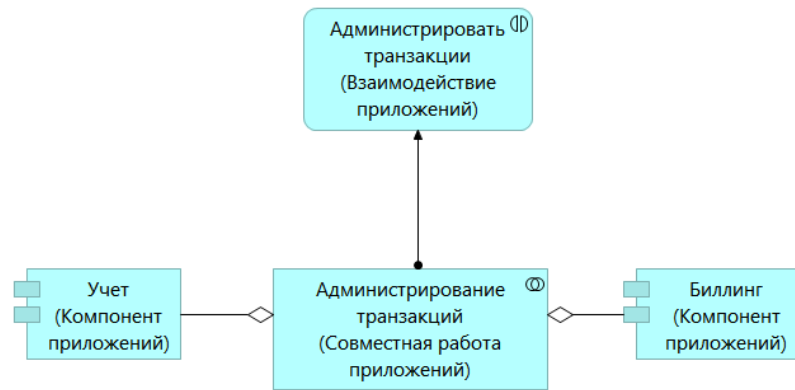 Администрировать
транзакции
(Взаимодействие
приложений)
Учет
(Компонент
приложений)
Администрирование
транзакций
(Совместная работа
приложений)
Биллинг
(Компонент
приложений)